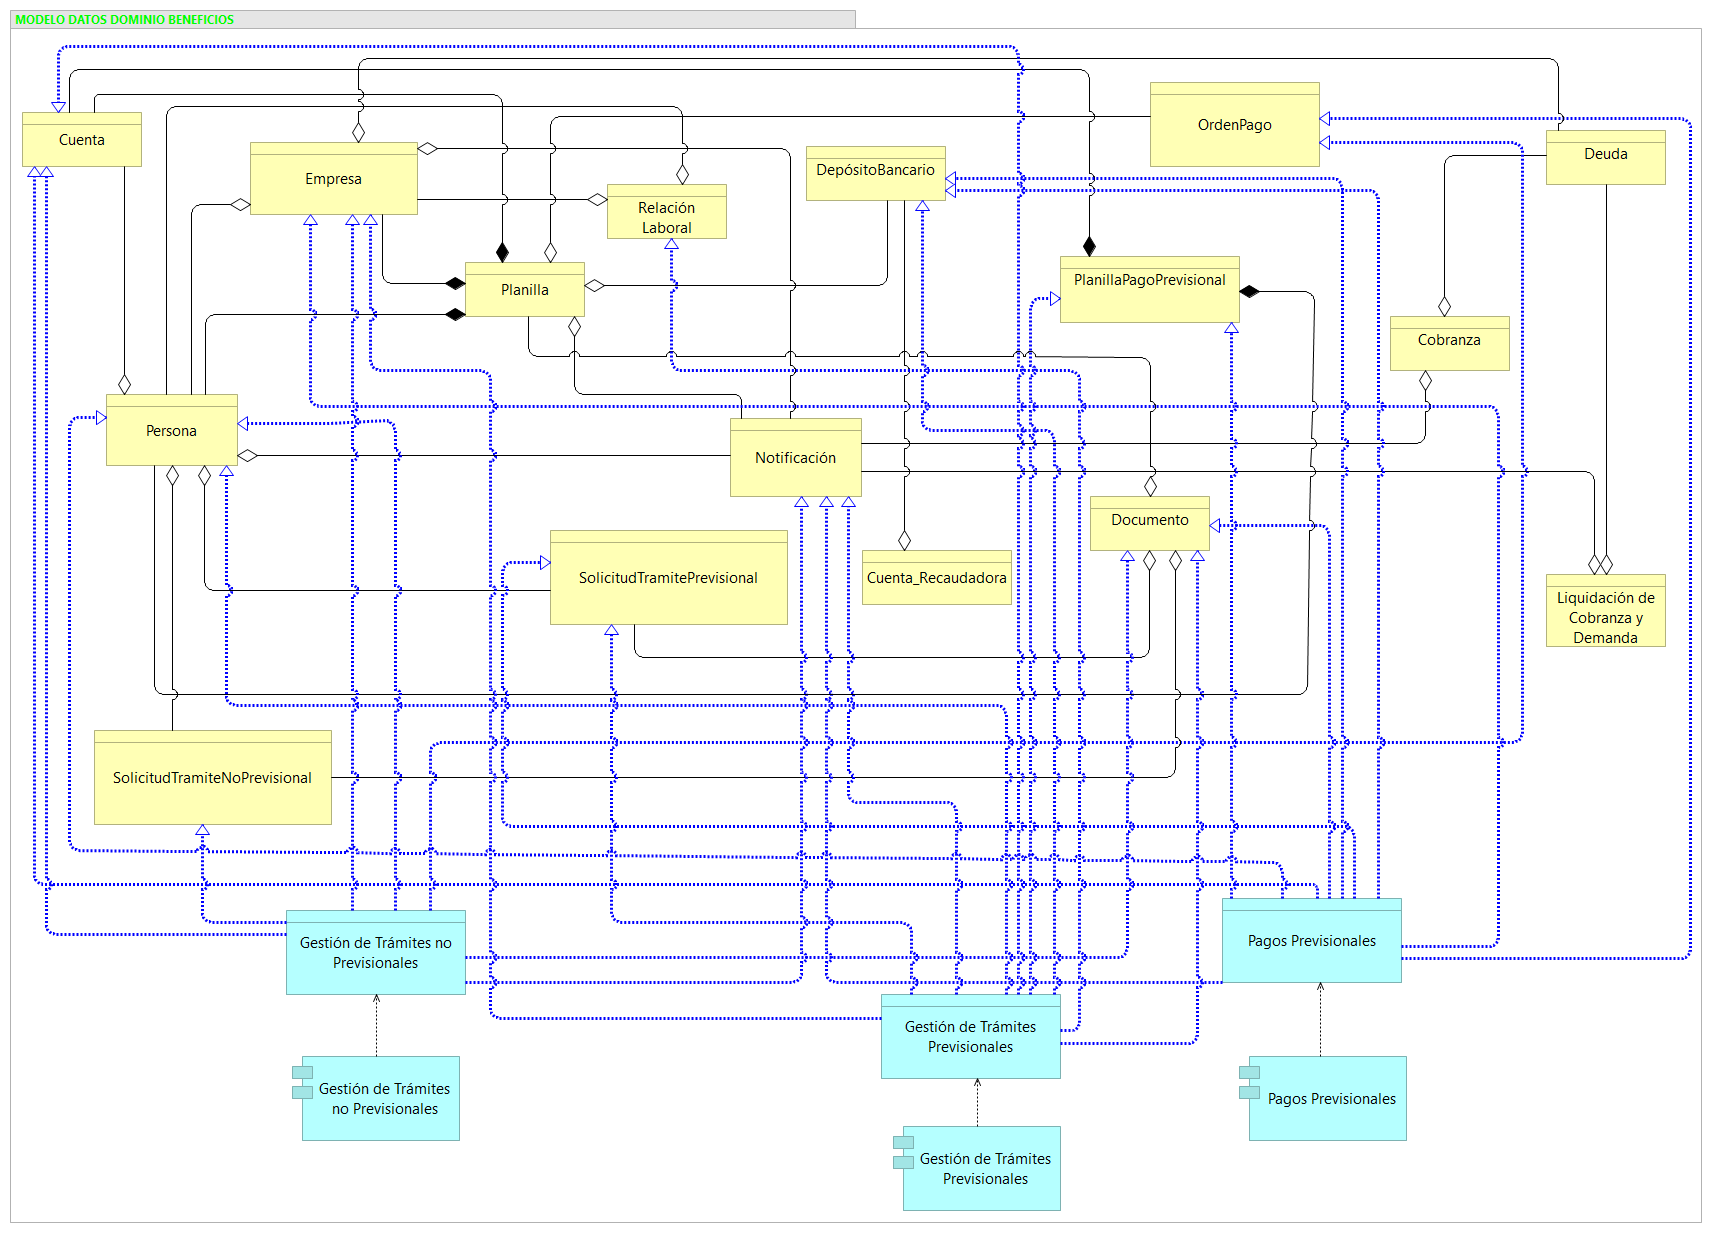 MODELO DATOS DOMINIO BENEFICIOS
Cuenta
Empresa
Relación
Laboral
DepósitoBancario
OrdenPago
Deuda
Planilla
PlanillaPagoPrevisional
Cobranza
Persona
Notificación
Documento
SolicitudTramitePrevisional
Cuenta_Recaudadora
Liquidación de
Cobranza y
Demanda
SolicitudTramiteNoPrevisional
Gestión de Trámites no
Previsionales
Pagos Previsionales
Gestión de Trámites
Previsionales
Gestión de Trámites
no Previsionales
Pagos Previsionales
Gestión de Trámites
Previsionales